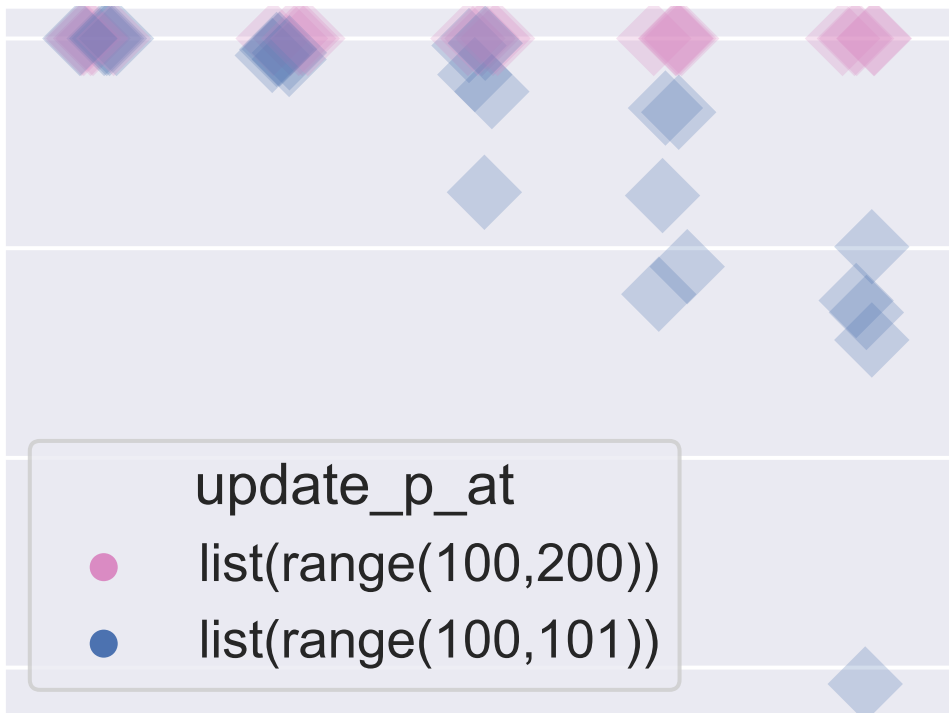 update_p_at
list(range(100,200))
list(range(100,101))